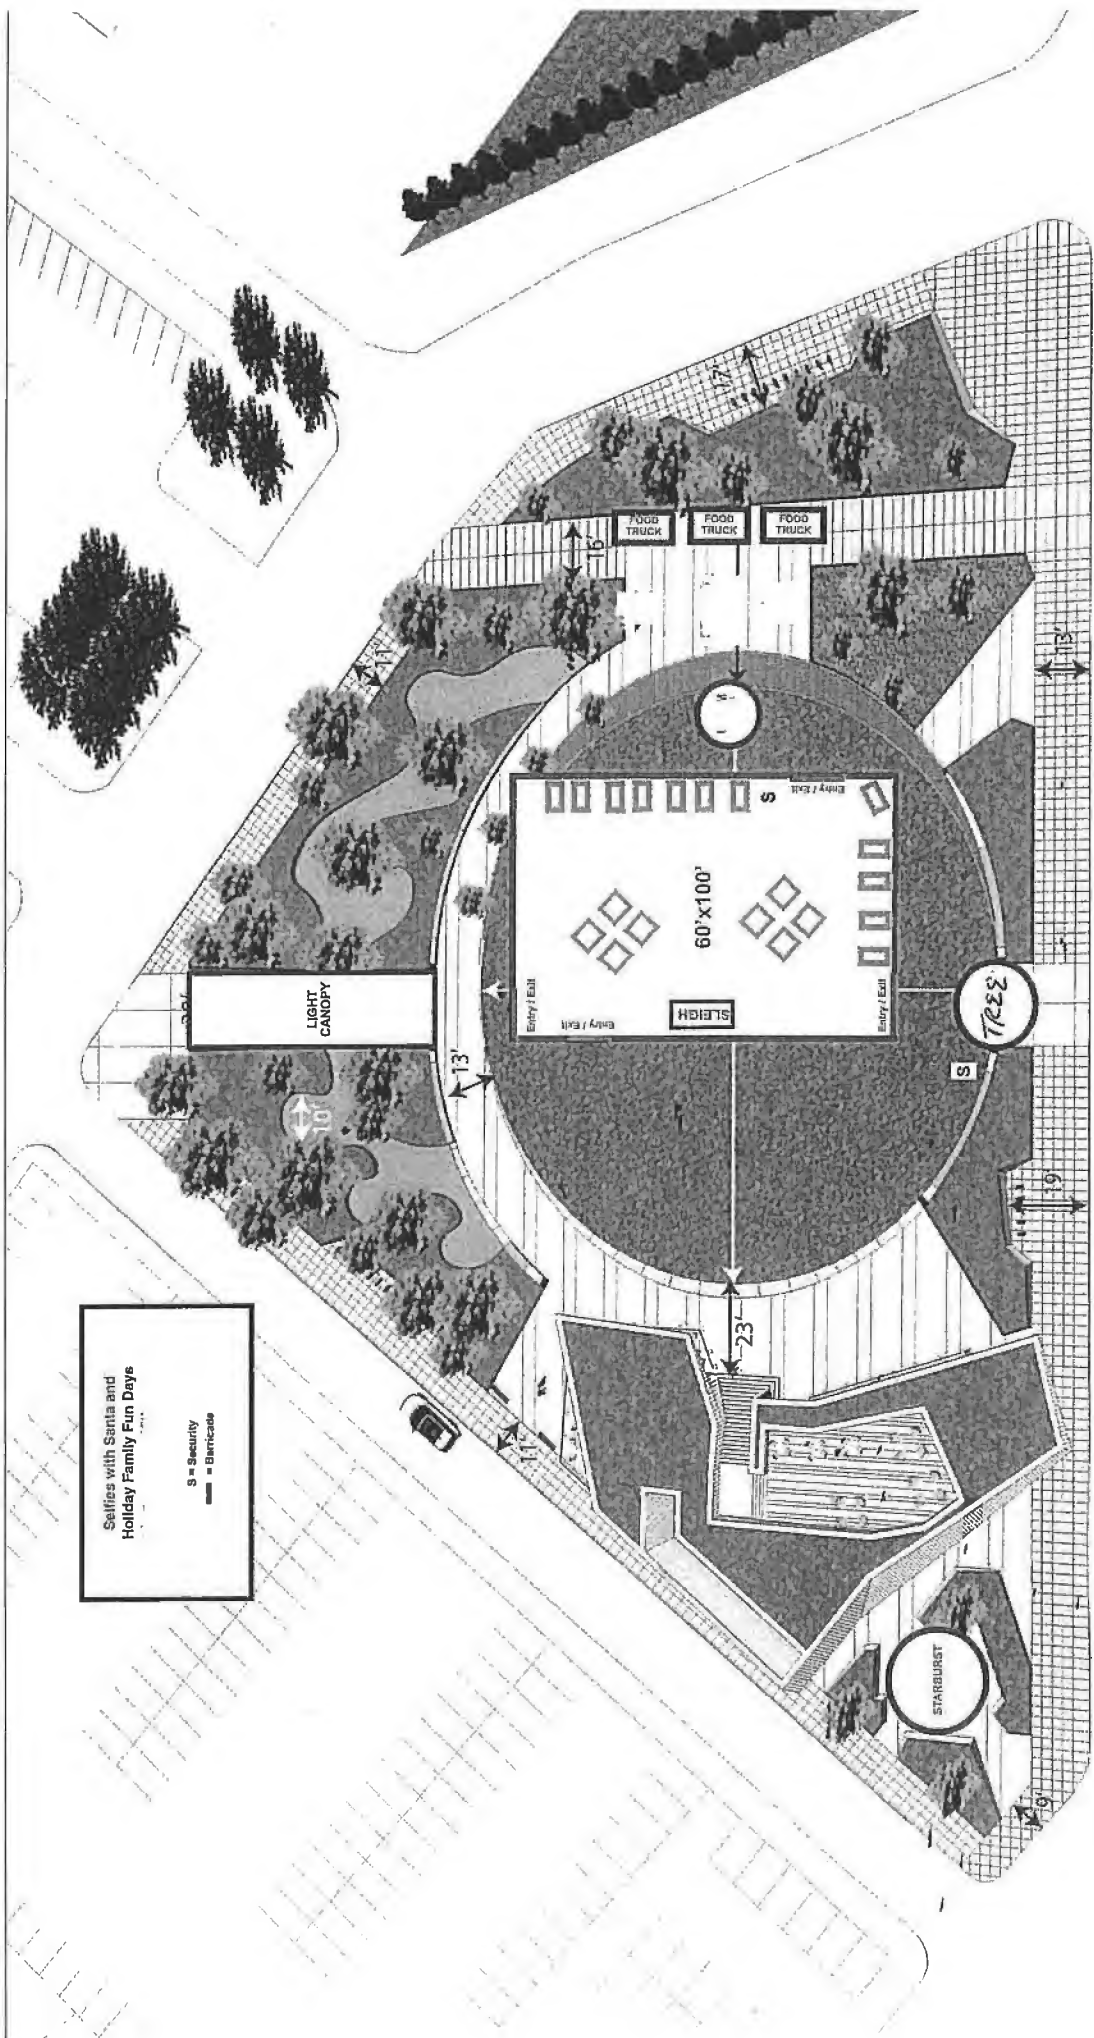 Selfies with Santa and
Holiday Family Fun Days
S = Security
= Barricade
LIGHT
CANOPY
10'
13'
11'
23'
16'
17'
FOOD
TRUCK
FOOD
TRUCK
FOOD
TRUCK
Entry / Exit
Entry / Exit
SLEIGH
60'x100'
S
Entry / Exit
Entry / Exit
TREE
S
19'
13'
STARBURST
9'